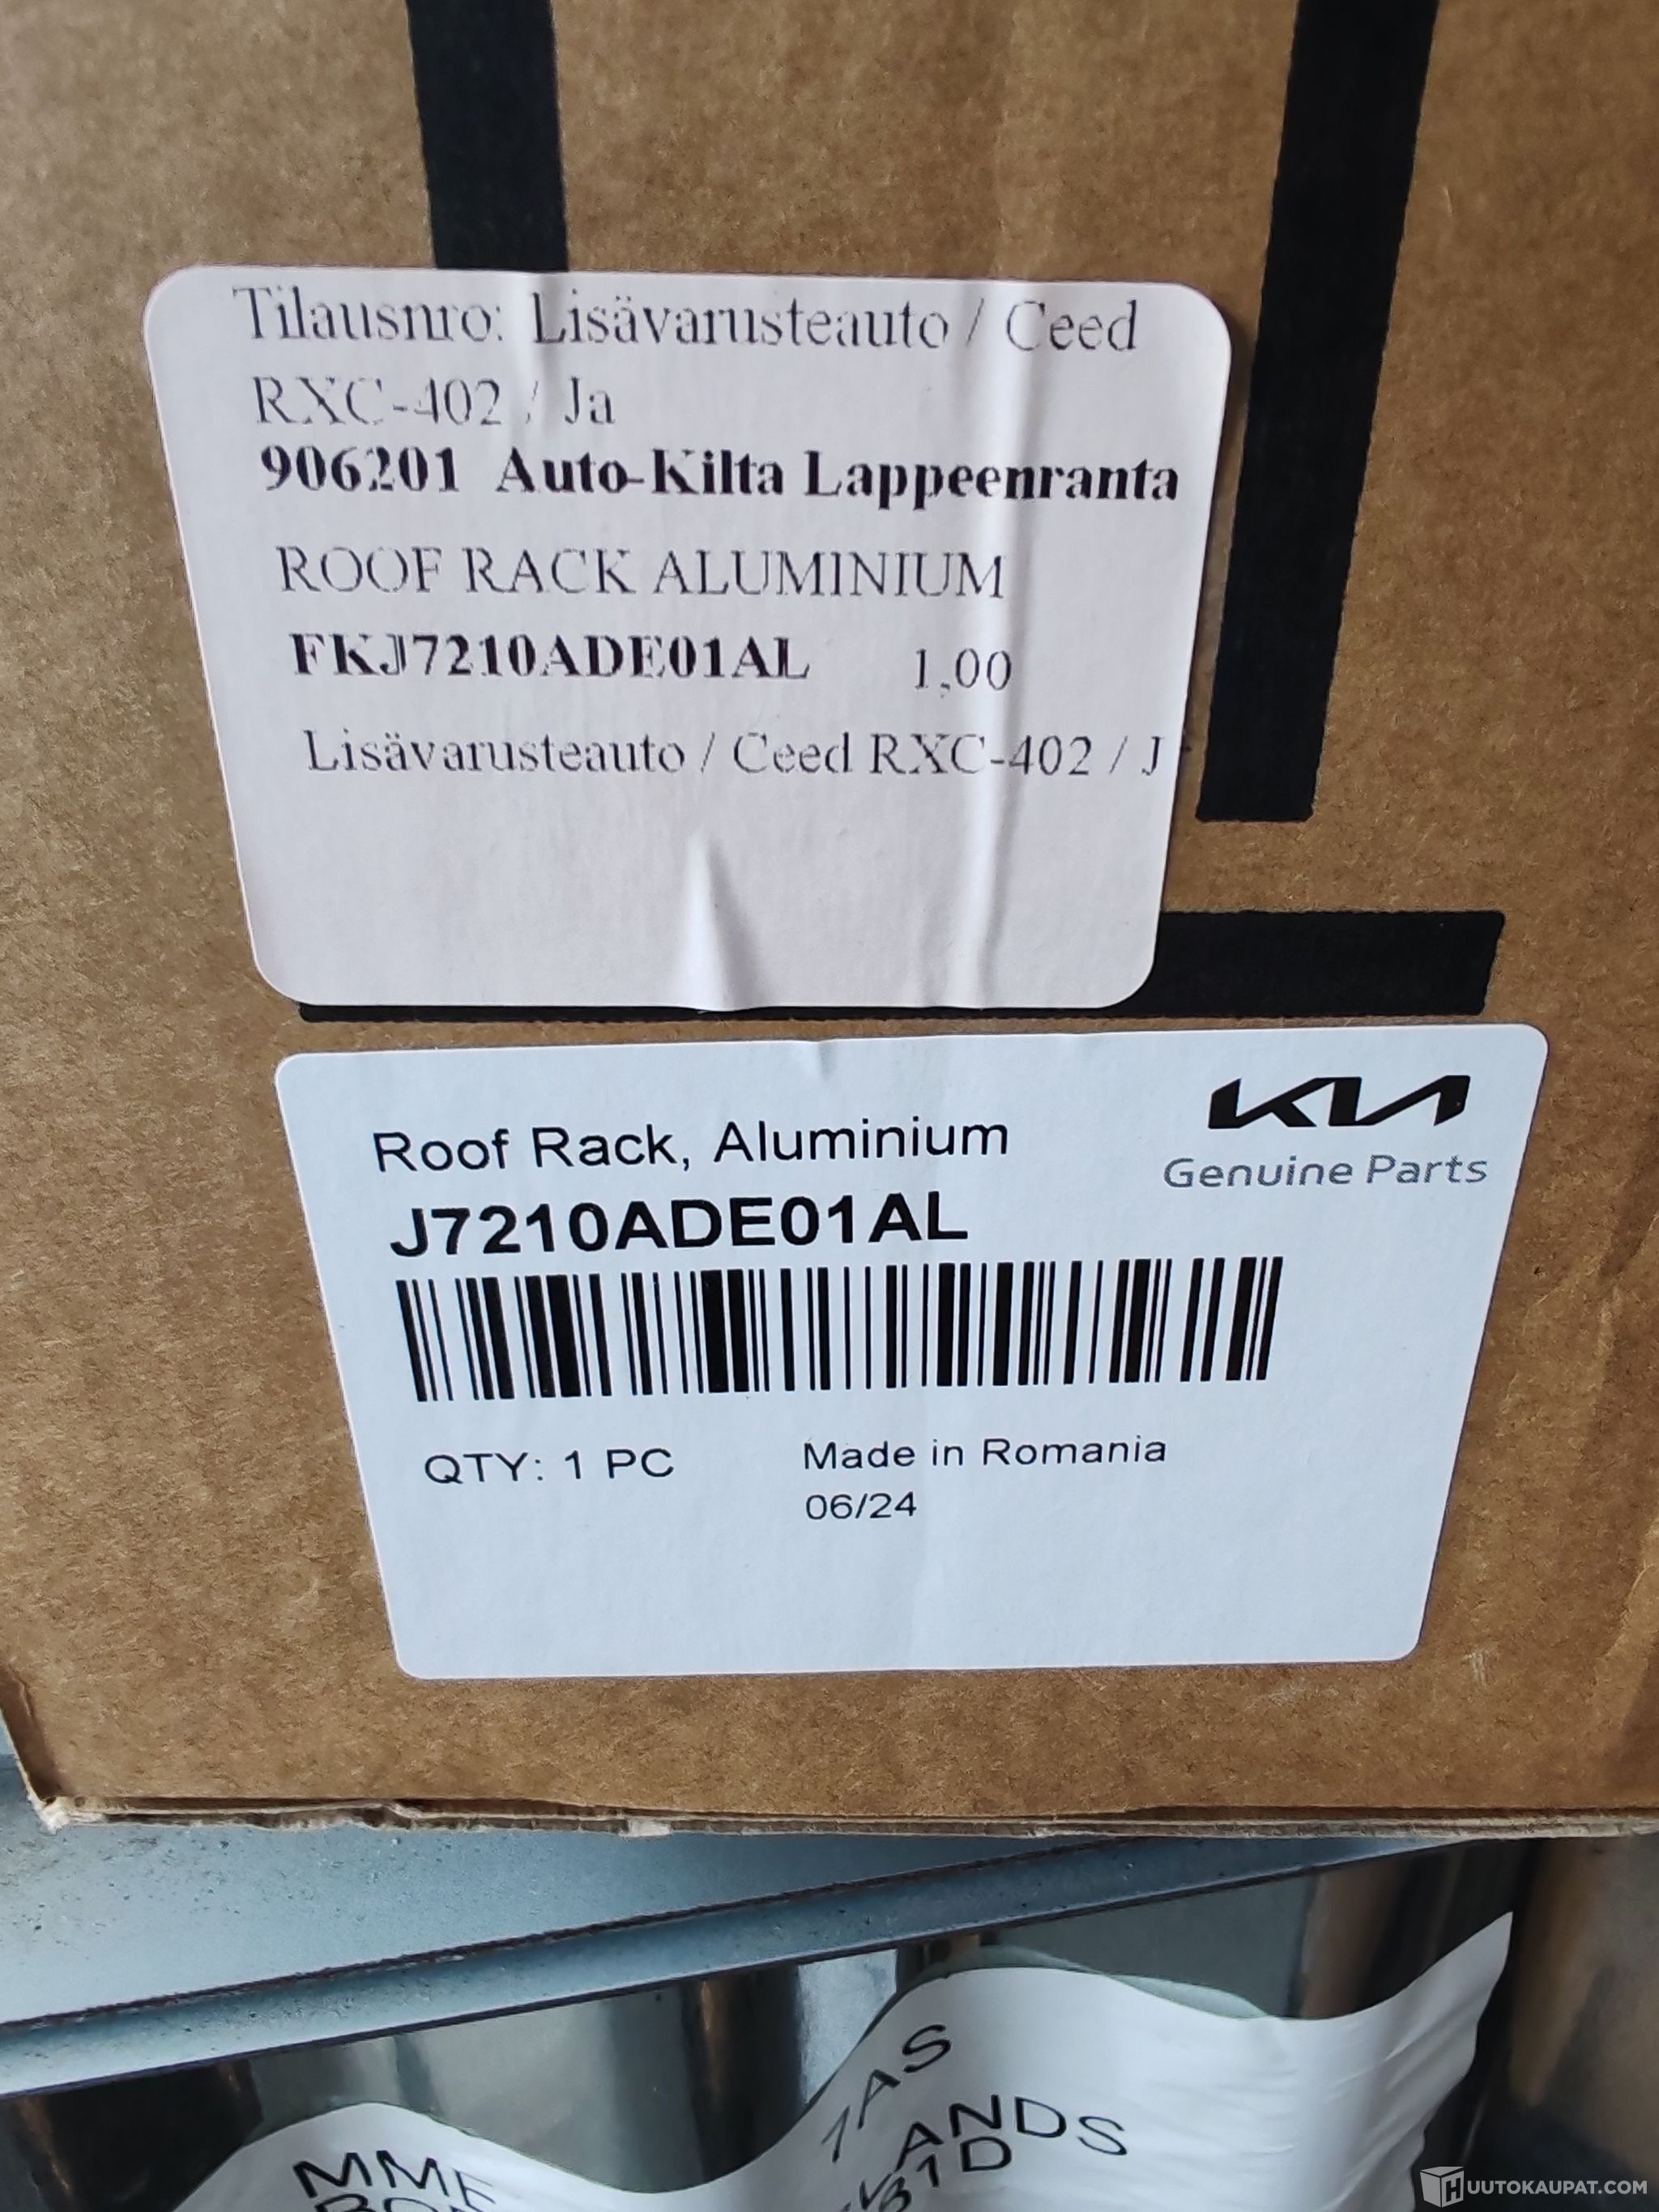 Tilausnro: Lisävarusteauto / Ceed
RXC-402 / Ja
906201 Auto-Kilta Lappeenranta
ROOF RACK ALUMINIUM
FKJ7210ADE01AL 1,00
Lisävarusteauto / Ceed RXC-402 / J
KIA
Genuine Parts
Roof Rack, Aluminium
J7210ADE01AL
QTY: 1 PC Made in Romania
06/24
HUUTOKAUPAT.COM